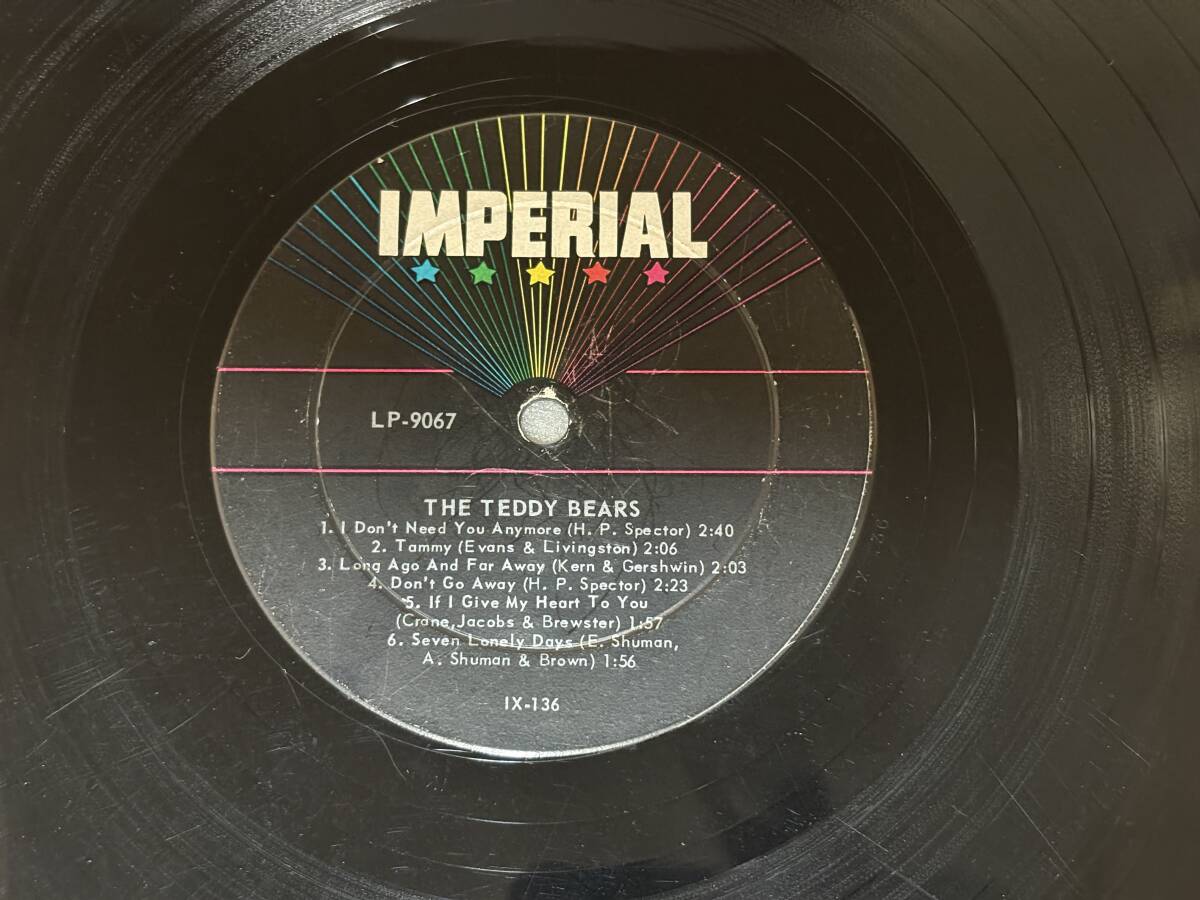 IMPERIAL
LP-9067
THE TEDDY BEARS
1. I Don't Need You Anymore (H. P. Spector) 2:40
2. Tammy (Evans & Livingston) 2:06
3. Long Ago And Far Away (Kern & Gershwin) 2:03
4. Don't Go Away (H. P. Spector) 2:23
5. If I Give My Heart To You
(Crane,Jacobs & Brewster) 1:57
6. Seven Lonely Days (E. Shuman,
A. Shuman & Brown) 1:56
IX-136